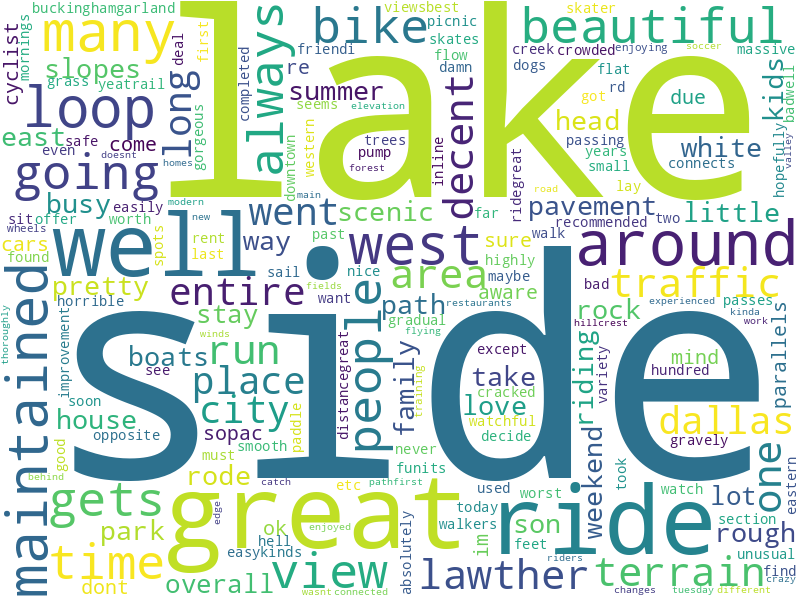 buckinghamgarland
viewsbest
skater
many
lake
bike
beautiful
always
picnic
skates
flow
damn
friendi
creek
crowded
enjoying
soccer
massive
mornings
cyclist
slopes
grass
yeatrail
long
deal
first
completed
re
summer
seems
dogs
flat
rd
due
kids
badwell
loop
gorgeous
downtown
western
trees
pump
forest
elevation
inline
decent
ridegreat
got
head
passing
years
small
white
connects
hopefully
valley
east
safe
come
even
doesnt
homes
going
busy
easily
modern
main
road
lay
pavement
recommended
two
little
sit
offer
worth
new
went
scenic
far
walk
wheels
cars
found
well
spots
rent
last
way
past
west
sure
highly
around
pretty
horrible
entire
sail
nice
want
fields
area
aware
maybe
bad
traffic
restaurants
experienced
passes
kinda
work
thoroughly
maintained
improvement
boats
see
stay
run
winds
people
path
gradual
flying
rock
hillcrest
variety
parallels
side
place
distancegreat
family
training
except
take
cracked
love
watchful
decide
riding
mind
hundred
soon
house
opposite
city
sopac
must
smooth
paddle
never
dallas
gravely
good
behind
gets
rode
catch
etc
funits
pathfirst
used
worst
weekend
took
lot
watch
one
eastern
park
great
edge
ok
hell
easykinds
enjoyed
today
walkers
im
son
feet
ride
section
rough
unusual
time
dont
overall
view
wasnt
connected
absolutely
lawther
riders
terrain
changes
tuesday
different
find
crazy